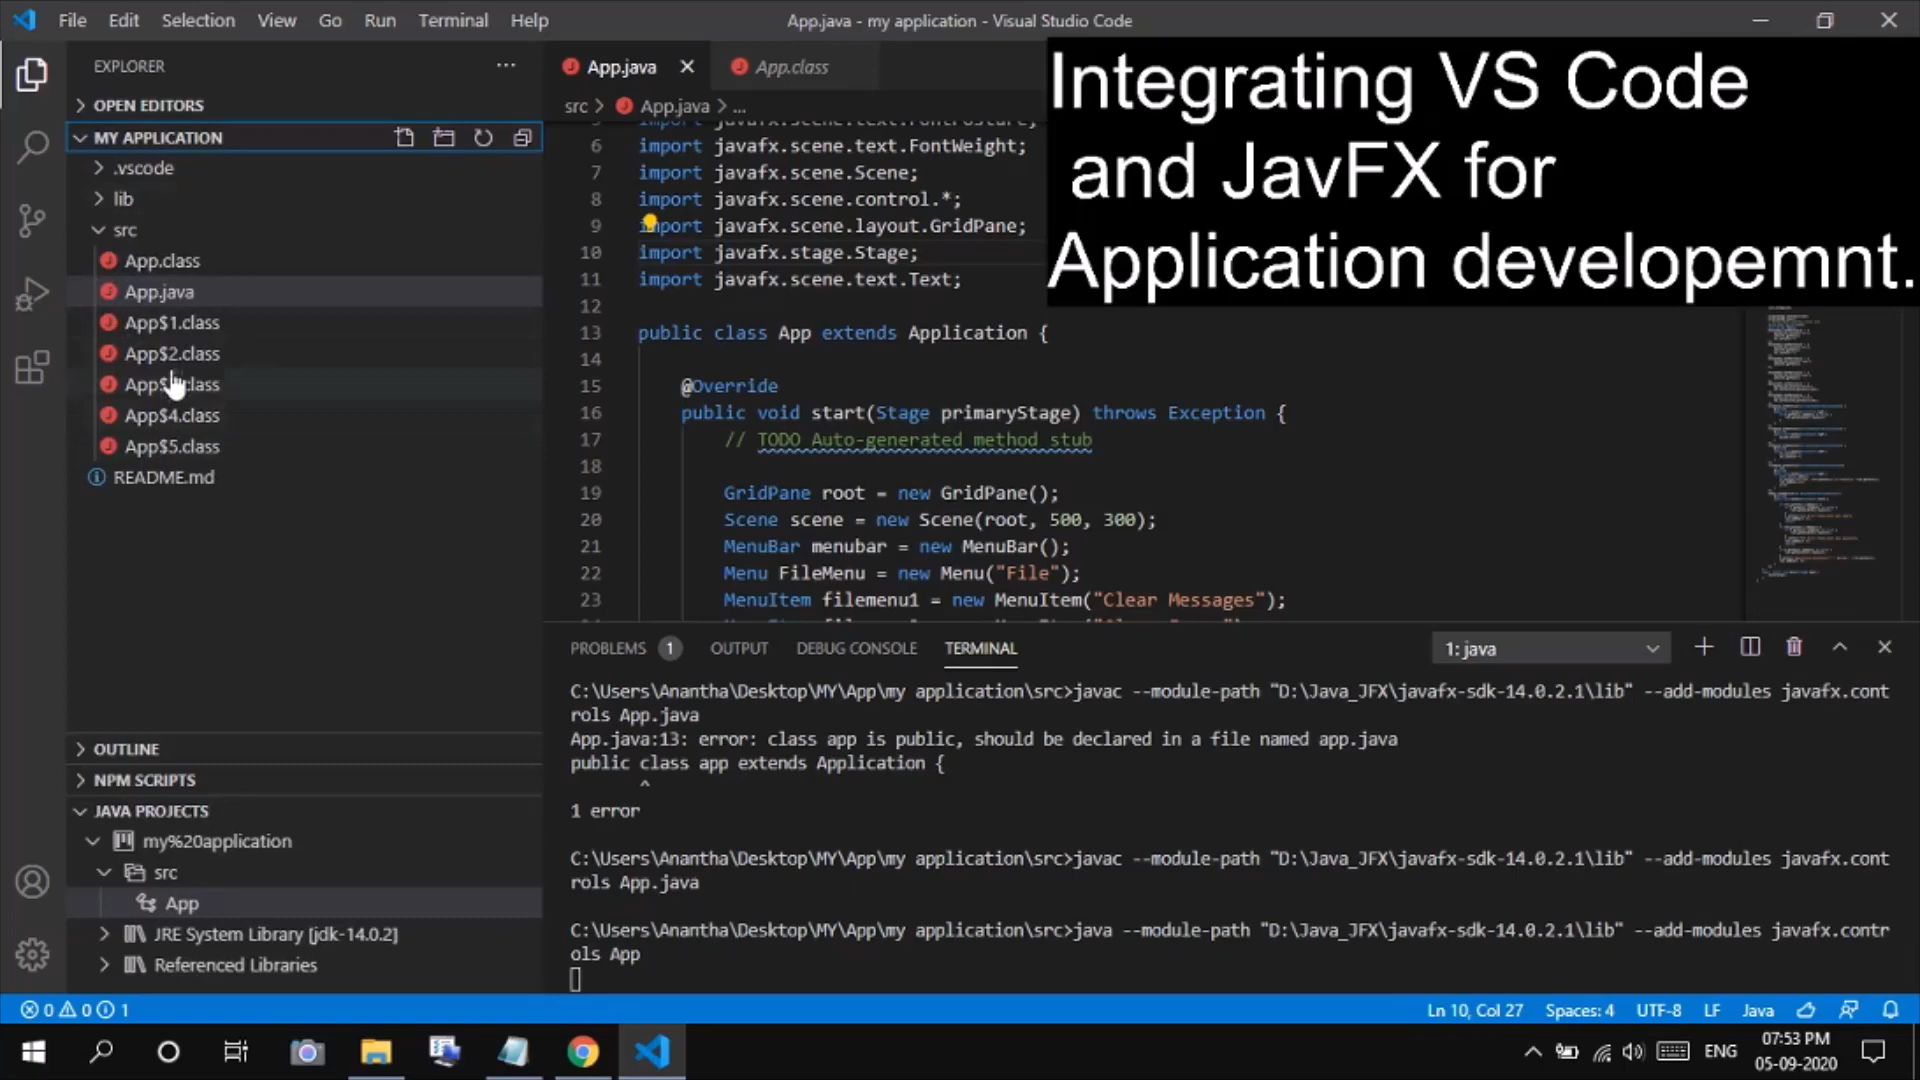 File Edit Selection View Go Run Terminal Help
App.java - my application - Visual Studio Code
EXPLORER
OPEN EDITORS
MY APPLICATION
.vscode
lib
src
App.class
App.java
App$1.class
App$2.class
App$4.class
App$5.class
README.md
OUTLINE
NPM SCRIPTS
JAVA PROJECTS
my%20application
src
App
JRE System Library [jdk-14.0.2]
Referenced Libraries
App.java App.class
src > App.java > ...
6 import javafx.scene.text.FontWeight;
7 import javafx.scene.Scene;
8 import javafx.scene.control.*;
9 import javafx.scene.layout.GridPane;
10 import javafx.stage.Stage;
11 import javafx.scene.text.Text;
12
13 public class App extends Application {
14
15 @Override
16 public void start(Stage primaryStage) throws Exception {
17 // TODO Auto-generated method stub
18
19 GridPane root = new GridPane();
20 Scene scene = new Scene(root, 500, 300);
21 MenuBar menubar = new MenuBar();
22 Menu FileMenu = new Menu("File");
23 MenuItem filemenu1 = new MenuItem("Clear Messages");
Integrating VS Code
and JavFX for
Application developemnt.
PROBLEMS 1 OUTPUT DEBUG CONSOLE TERMINAL 1: java
C:\Users\Anantha\Desktop\MY\App\my application\src>javac --module-path "D:\Java_JFX\javafx-sdk-14.0.2.1\lib" --add-modules javafx.cont
rols App.java
App.java:13: error: class app is public, should be declared in a file named app.java
public class app extends Application {
^
1 error
C:\Users\Anantha\Desktop\MY\App\my application\src>javac --module-path "D:\Java_JFX\javafx-sdk-14.0.2.1\lib" --add-modules javafx.cont
rols App.java
C:\Users\Anantha\Desktop\MY\App\my application\src>java --module-path "D:\Java_JFX\javafx-sdk-14.0.2.1\lib" --add-modules javafx.contr
ols App
0 0 1
Ln 10, Col 27 Spaces: 4 UTF-8 LF Java
ENG
07:53 PM
05-09-2020